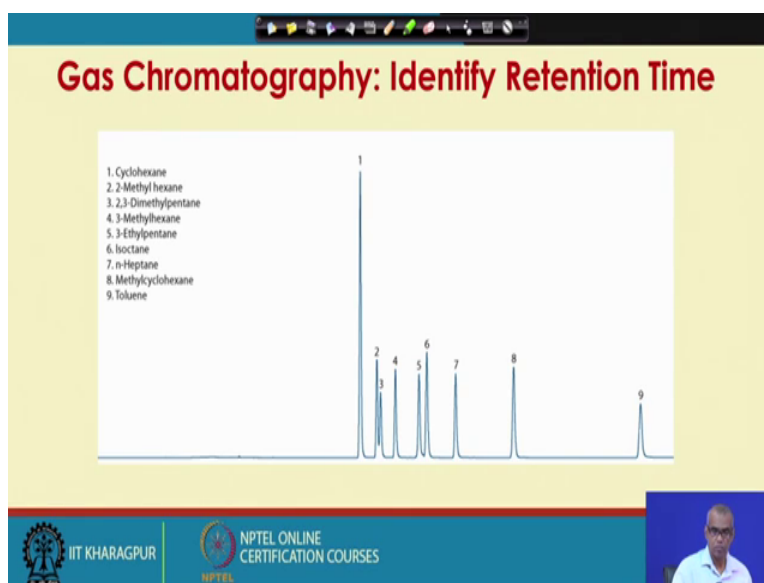 Gas Chromatography: Identify Retention Time
1. Cyclohexane
2. 2-Methyl hexane
3. 2,3-Dimethylpentane
4. 3-Methylhexane
5. 3-Ethylpentane
6. Isoctane
7. n-Heptane
8. Methylcyclohexane
9. Toluene
1
2
3
4
5
6
7
8
9
IIT KHARAGPUR
NPTEL ONLINE
CERTIFICATION COURSES
NPTEL